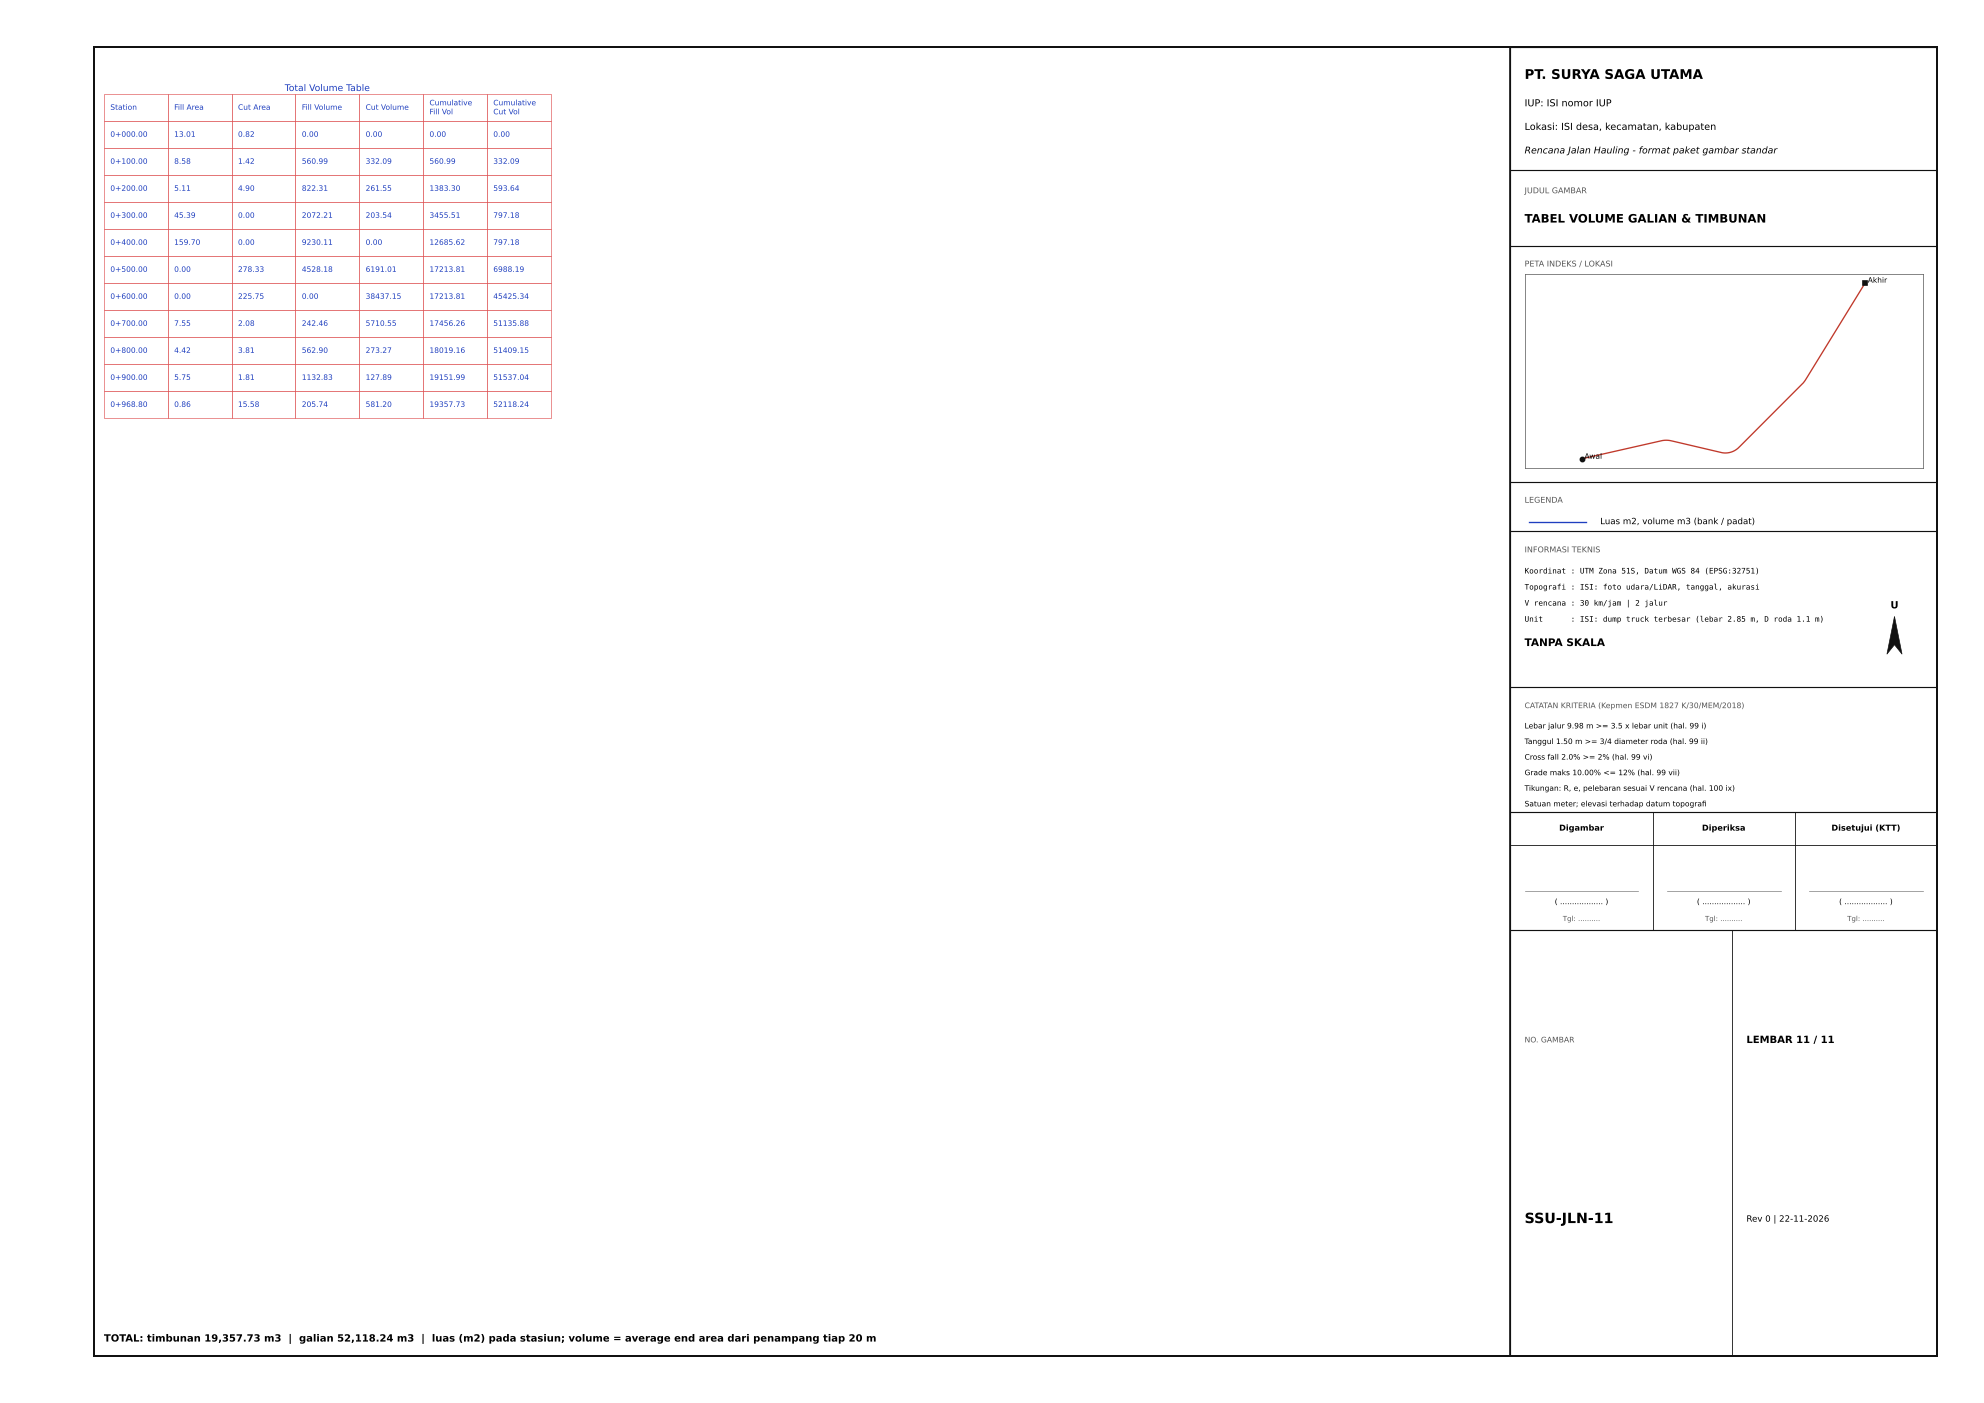 Total Volume Table
Station Fill Area Cut Area Fill Volume Cut Volume Cumulative Fill Vol Cumulative Cut Vol
0+000.00 13.01 0.82 0.00 0.00 0.00 0.00
0+100.00 8.58 1.42 560.99 332.09 560.99 332.09
0+200.00 5.11 4.90 822.31 261.55 1383.30 593.64
0+300.00 45.39 0.00 2072.21 203.54 3455.51 797.18
0+400.00 159.70 0.00 9230.11 0.00 12685.62 797.18
0+500.00 0.00 278.33 4528.18 6191.01 17213.81 6988.19
0+600.00 0.00 225.75 0.00 38437.15 17213.81 45425.34
0+700.00 7.55 2.08 242.46 5710.55 17456.26 51135.88
0+800.00 4.42 3.81 562.90 273.27 18019.16 51409.15
0+900.00 5.75 1.81 1132.83 127.89 19151.99 51537.04
0+968.80 0.86 15.58 205.74 581.20 19357.73 52118.24
TOTAL: timbunan 19,357.73 m3 | galian 52,118.24 m3 | luas (m2) pada stasiun; volume = average end area dari penampang tiap 20 m
PT. SURYA SAGA UTAMA
IUP: ISI nomor IUP
Lokasi: ISI desa, kecamatan, kabupaten
Rencana Jalan Hauling - format paket gambar standar
JUDUL GAMBAR
TABEL VOLUME GALIAN & TIMBUNAN
PETA INDEKS / LOKASI
Akhir
Awal
LEGENDA
Luas m2, volume m3 (bank / padat)
INFORMASI TEKNIS
Koordinat : UTM Zona 51S, Datum WGS 84 (EPSG:32751)
Topografi : ISI: foto udara/LiDAR, tanggal, akurasi
V rencana : 30 km/jam | 2 jalur
Unit : ISI: dump truck terbesar (lebar 2.85 m, D roda 1.1 m)
U
TANPA SKALA
CATATAN KRITERIA (Kepmen ESDM 1827 K/30/MEM/2018)
Lebar jalur 9.98 m >= 3.5 x lebar unit (hal. 99 i)
Tanggul 1.50 m >= 3/4 diameter roda (hal. 99 ii)
Cross fall 2.0% >= 2% (hal. 99 vi)
Grade maks 10.00% <= 12% (hal. 99 vii)
Tikungan: R, e, pelebaran sesuai V rencana (hal. 100 ix)
Satuan meter; elevasi terhadap datum topografi
Digambar Diperiksa Disetujui (KTT)
( .................. ) ( .................. ) ( .................. )
Tgl: .......... Tgl: .......... Tgl: ..........
NO. GAMBAR LEMBAR 11 / 11
SSU-JLN-11 Rev 0 | 22-11-2026